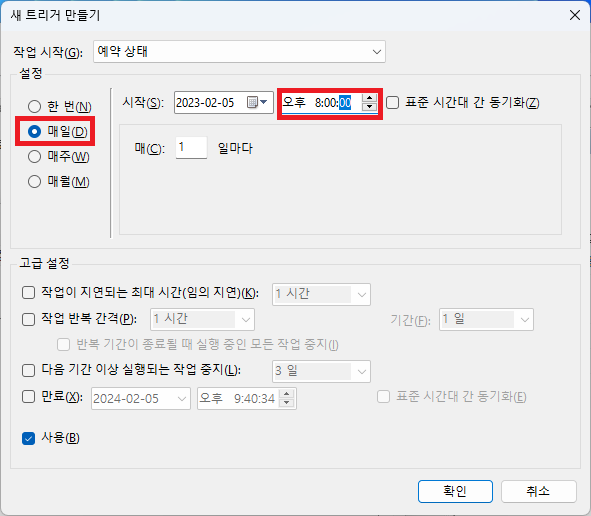 새 트리거 만들기
작업 시작(G): 예약 상태
설정
한 번(N)
매일(D)
매주(W)
매월(M)
시작(S): 2023-02-05 오후 8:00:00 표준 시간대 간 동기화(Z)
매(C): 1 일마다
고급 설정
작업이 지연되는 최대 시간(임의 지연)(K): 1 시간
작업 반복 간격(P): 1 시간 기간(F): 1 일
반복 기간이 종료될 때 실행 중인 모든 작업 중지(I)
다음 기간 이상 실행되는 작업 중지(L): 3 일
만료(X): 2024-02-05 오후 9:40:34 표준 시간대 간 동기화(E)
사용(B)
확인 취소